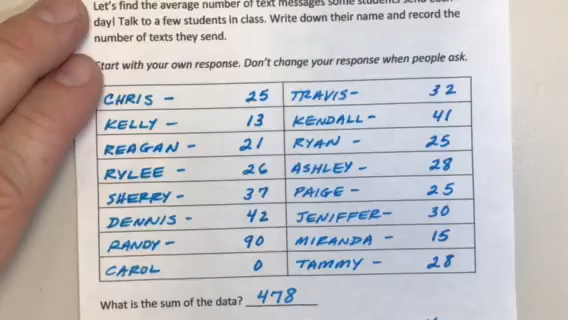 Let's find the average number of text messages some students send each
day! Talk to a few students in class. Write down their name and record the
number of texts they send.
Start with your own response. Don't change your response when people ask.
CHRIS - 25 TRAVIS- 32
KELLY - 13 KENDALL - 41
REAGAN - 21 RYAN - 25
RYLEE - 26 ASHLEY - 28
SHERRY - 37 PAIGE - 25
DENNIS - 42 JENIFFER- 30
RANDY - 90 MIRANDA - 15
CAROL 0 TAMMY - 28
What is the sum of the data? 478